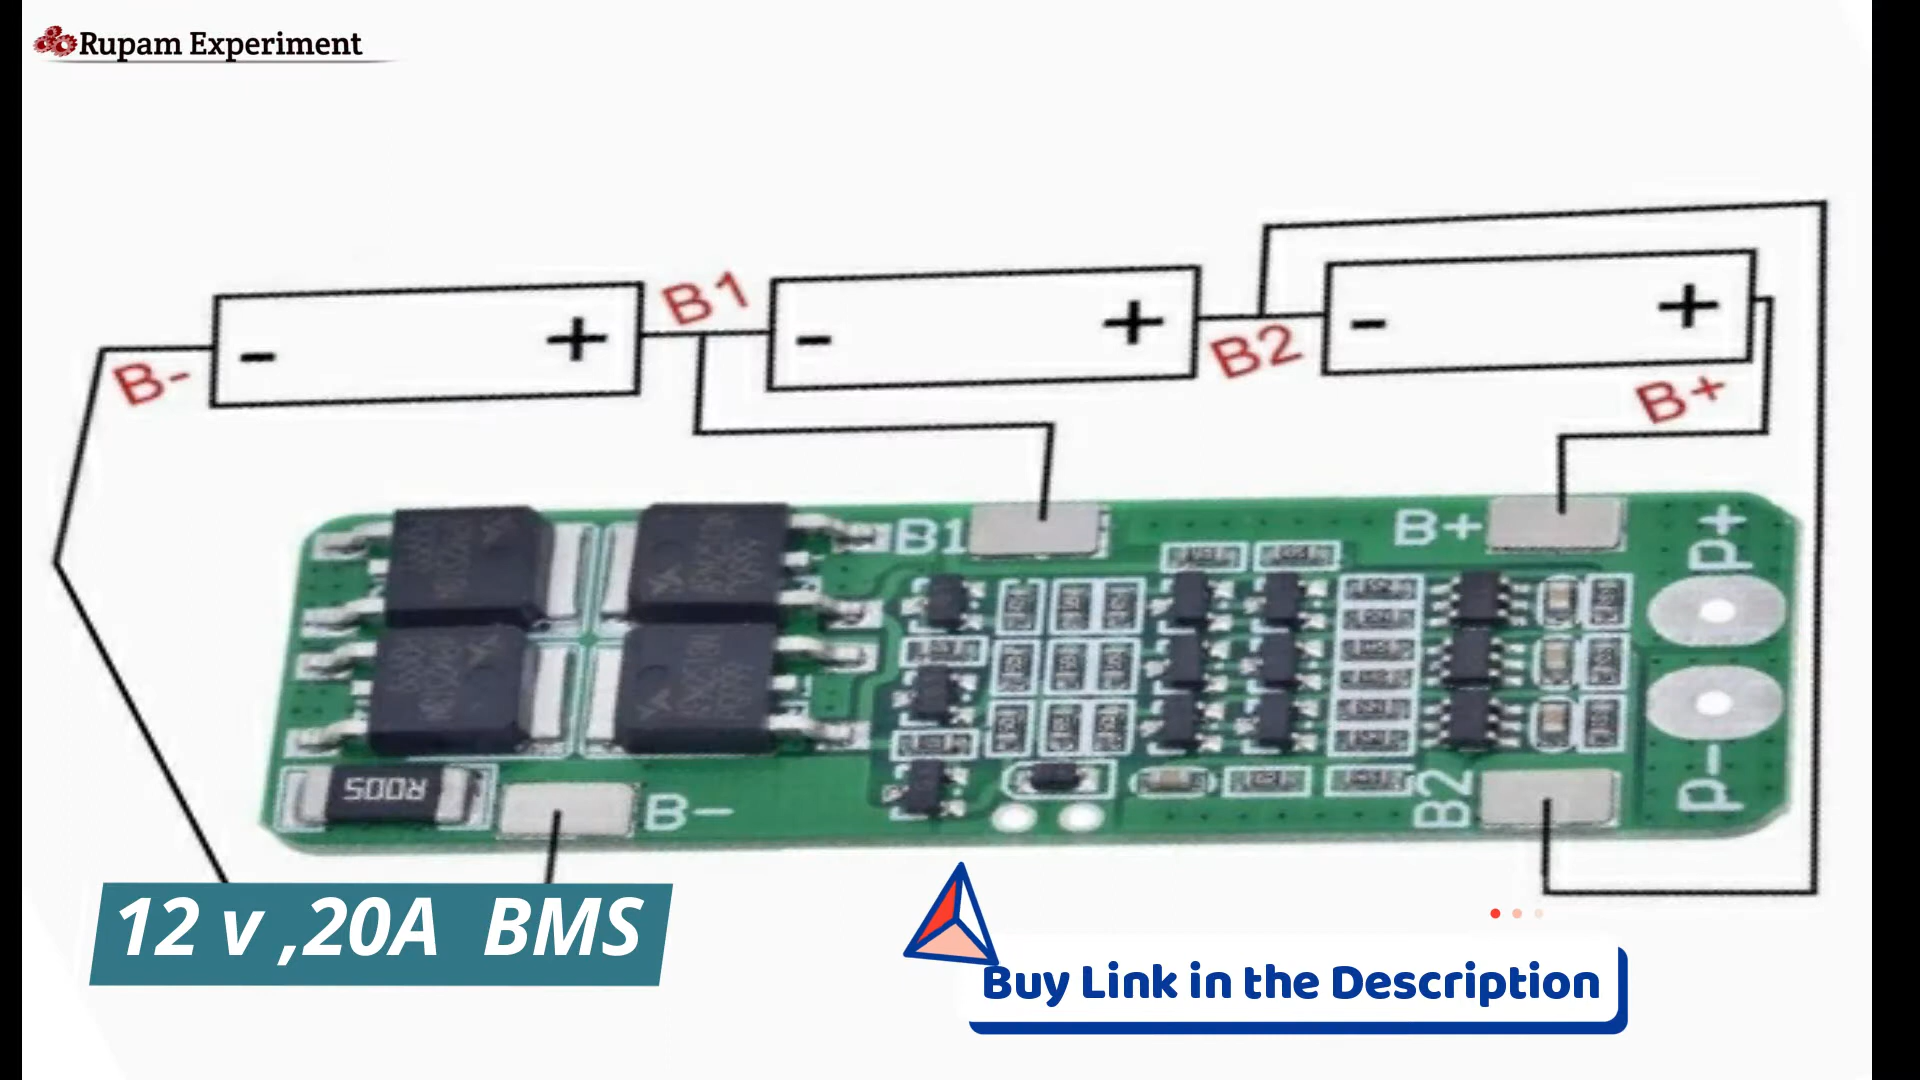 Rupam Experiment
B-
- +
B1
- +
B2
- +
B+
B1
B+
P+
P-
B2
R005
B-
12 v ,20A BMS
Buy Link in the Description